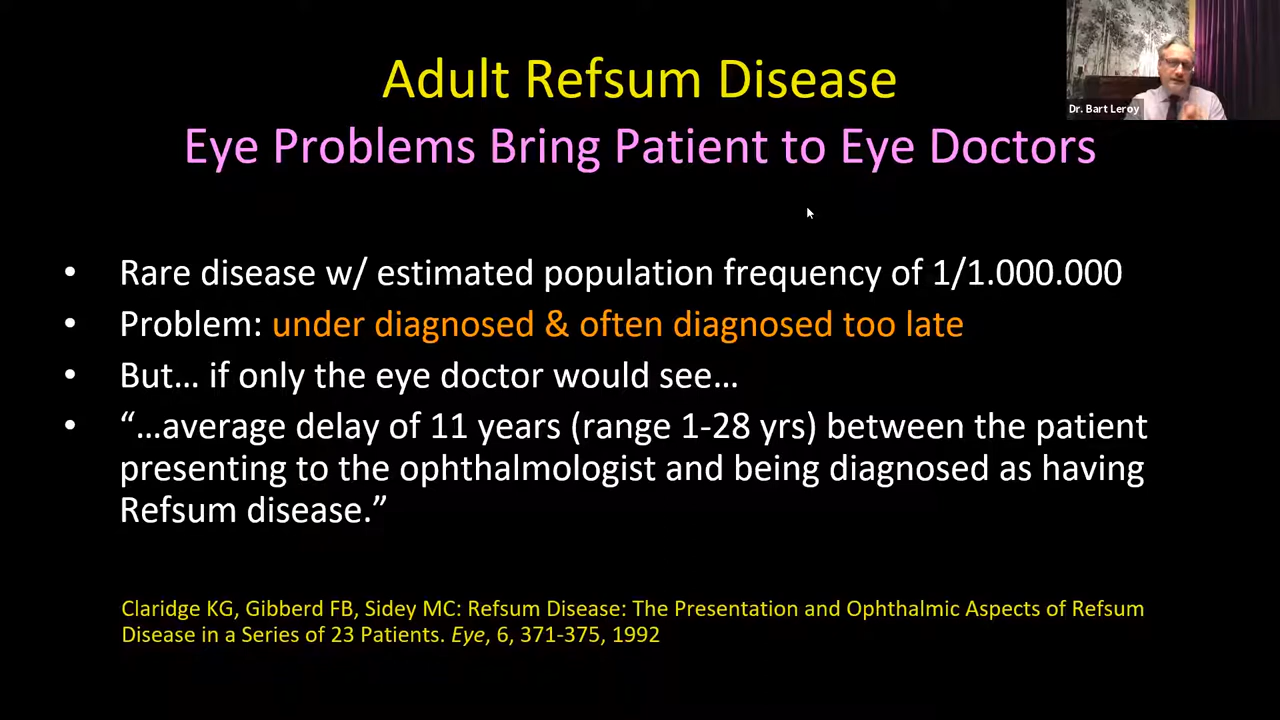 Adult Refsum Disease
Dr. Bart Leroy
Eye Problems Bring Patient to Eye Doctors
• Rare disease w/ estimated population frequency of 1/1.000.000
• Problem: under diagnosed & often diagnosed too late
• But… if only the eye doctor would see…
• “…average delay of 11 years (range 1-28 yrs) between the patient
presenting to the ophthalmologist and being diagnosed as having
Refsum disease.”
Claridge KG, Gibberd FB, Sidey MC: Refsum Disease: The Presentation and Ophthalmic Aspects of Refsum
Disease in a Series of 23 Patients. Eye, 6, 371-375, 1992